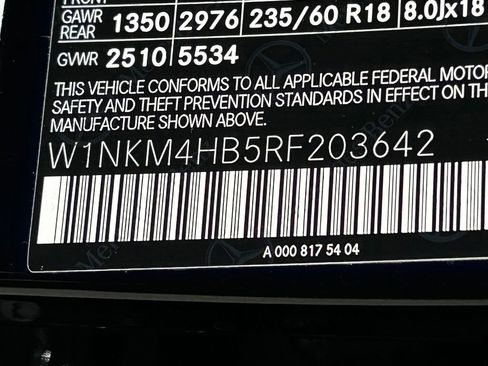 GAWR
REAR 1350 2976 235/60 R18 8.0Jx18
GVWR 2510 5534
THIS VEHICLE CONFORMS TO ALL APPLICABLE FEDERAL MOTOR
SAFETY AND THEFT PREVENTION STANDARDS IN EFFECT ON THE
MANUFACTURE SHOWN ABOVE.
W1NKM4HB5RF203642
A 000 817 54 04